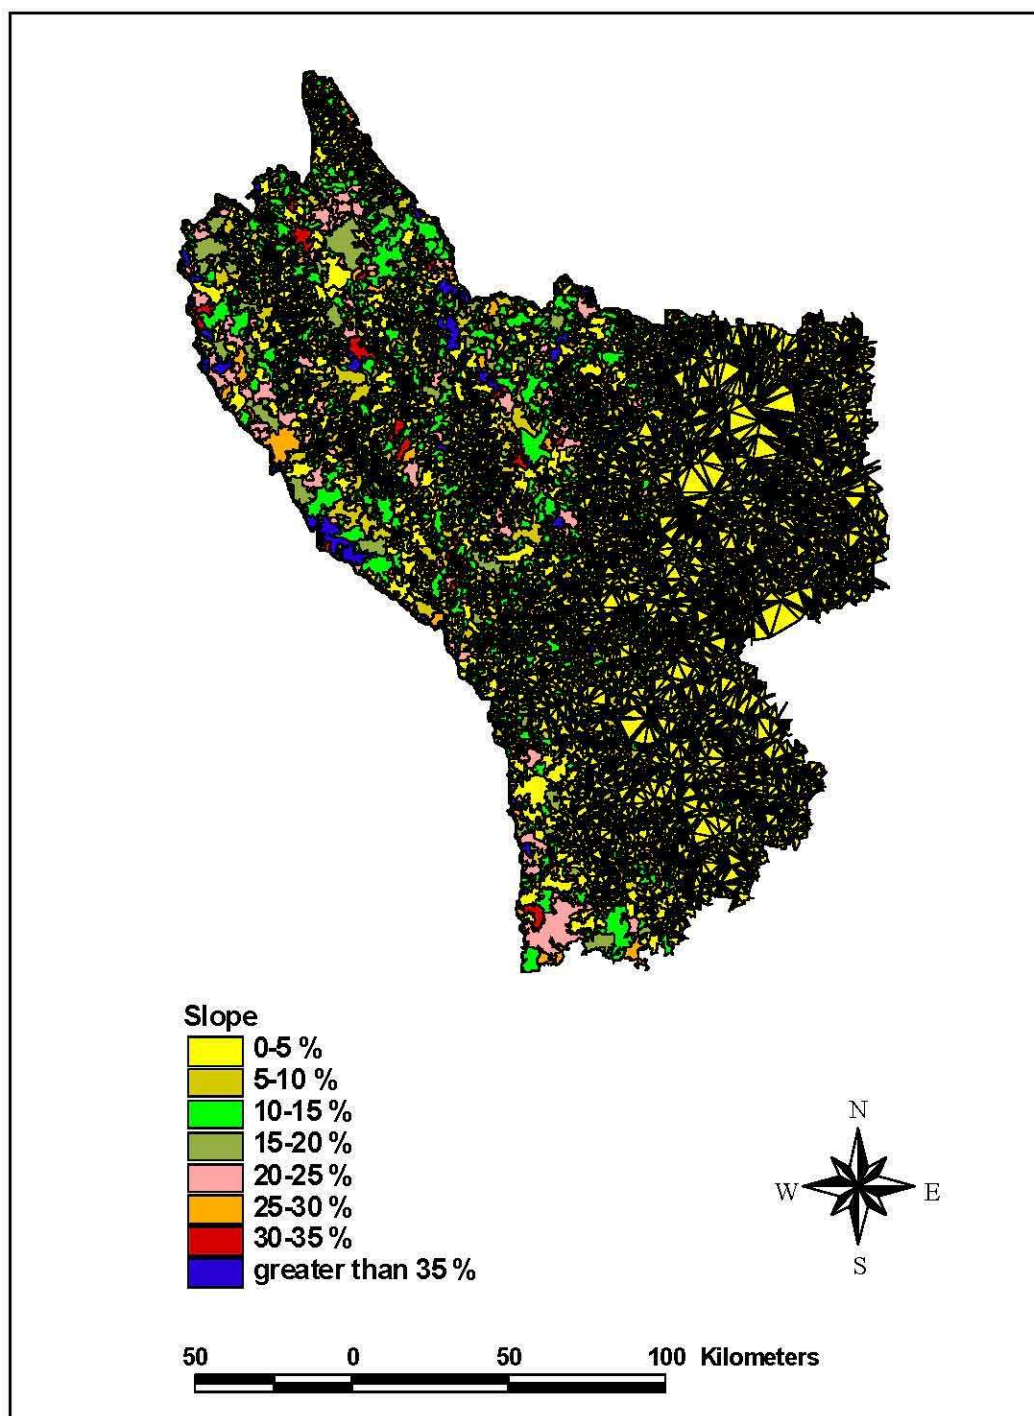 Slope
0-5 %
5-10 %
10-15 %
15-20 %
20-25 %
25-30 %
30-35 %
greater than 35 %
N
W E
S
50 0 50 100 Kilometers